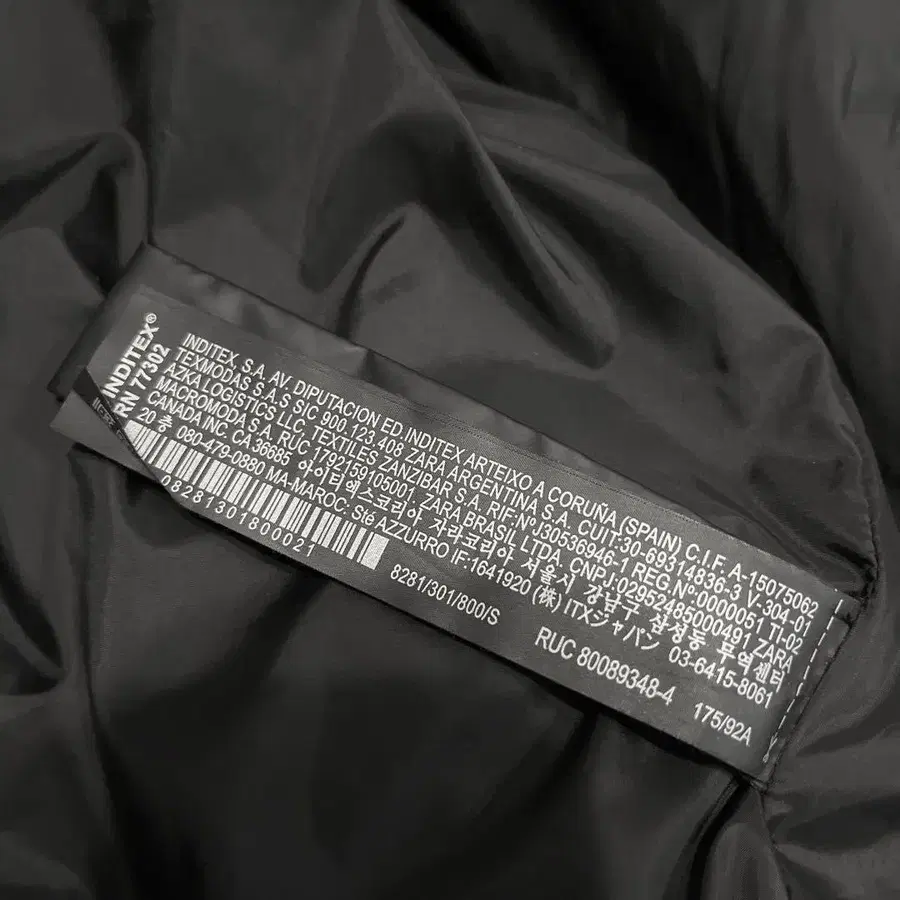 INDITEX®
RN 77302
INDITEX, S.A. AV. DIPUTACION ED. INDITEX ARTEIXO A CORUÑA (SPAIN) C.I.F. A-15075062
TEXMODAS S.A.S SIC 900.123.408 ZARA ARGENTINA S.A. CUIT:30-69314836-3 V:304-01
AZKA LOGISTICS LLC, TEXTILES ZANZIBAR S.A. RIF:NºJ30536946-1 REG.Nº0000051 TI-02
MACROMODA S.A. RUC 1792159105001, ZARA BRASIL LTDA. CNPJ:02952485000491 ZARA
CANADA INC CA 36685 아이티엑스코리아 자라코리아 서울시 강남구 삼성동 무역센터
20 층 080-479-0880 MA-MAROC: Sté AZZURRO IF:1641920 (株) ITXジャパン 03-6415-8061
08281301800021
8281/301/800/S
RUC 80089348-4
175/92A